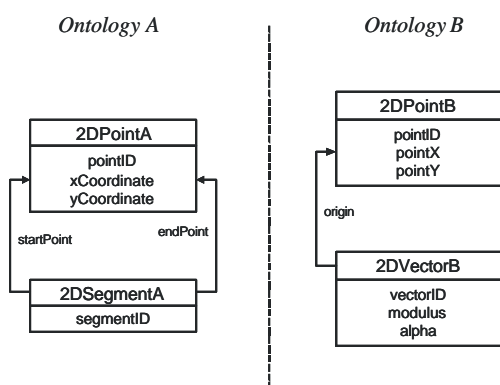 Ontology A
2DPointA
pointID
xCoordinate
yCoordinate
startPoint
endPoint
2DSegmentA
segmentID
Ontology B
2DPointB
pointID
pointX
pointY
origin
2DVectorB
vectorID
modulus
alpha